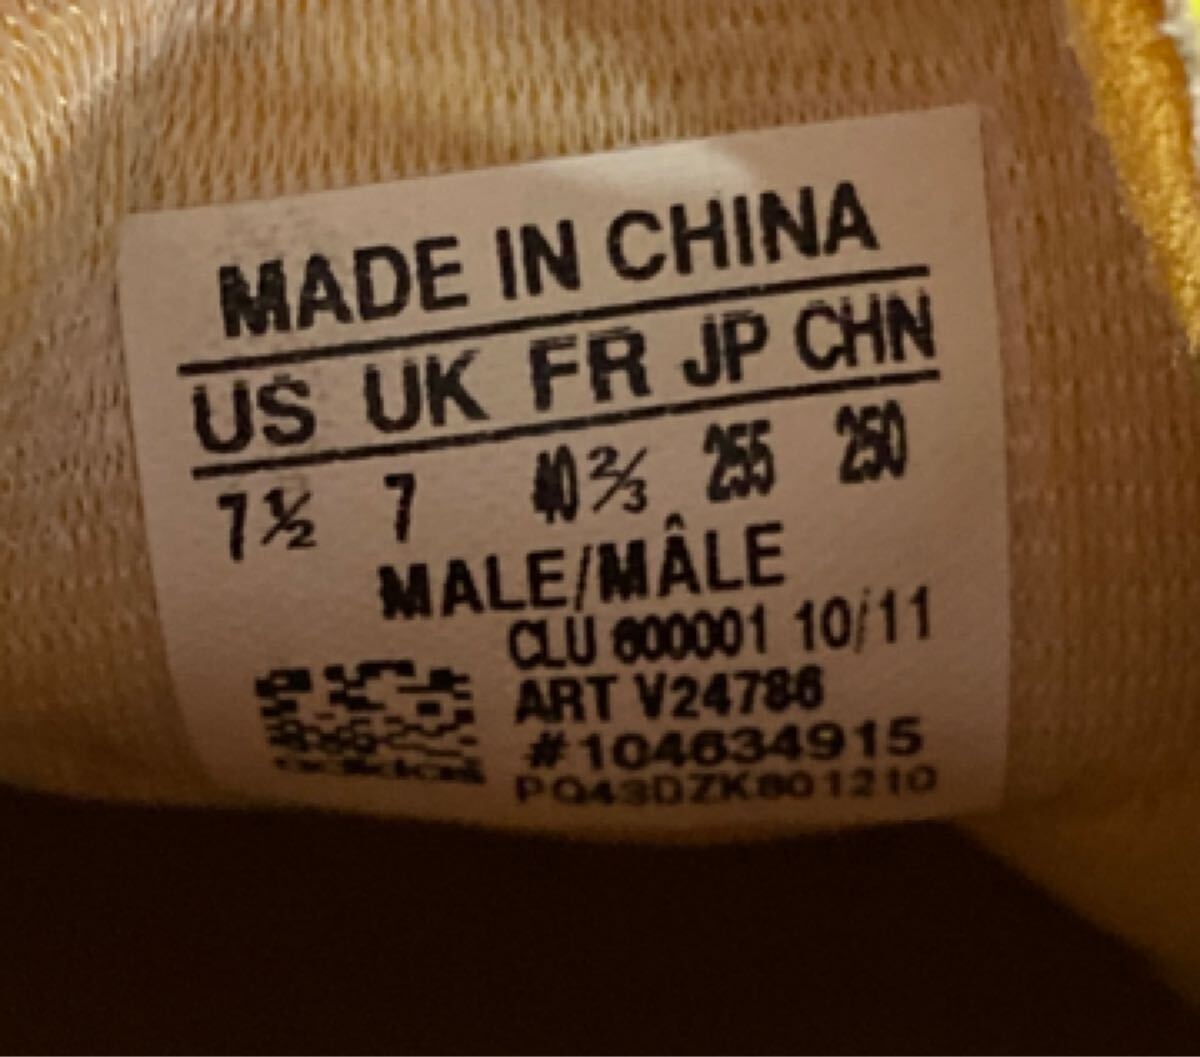 MADE IN CHINA
US UK FR JP CHN
7½ 7 40⅔ 255 250
MALE/MÂLE
CLU 600001 10/11
ART V24786
#104634915
PQ43DZK801210
adidas